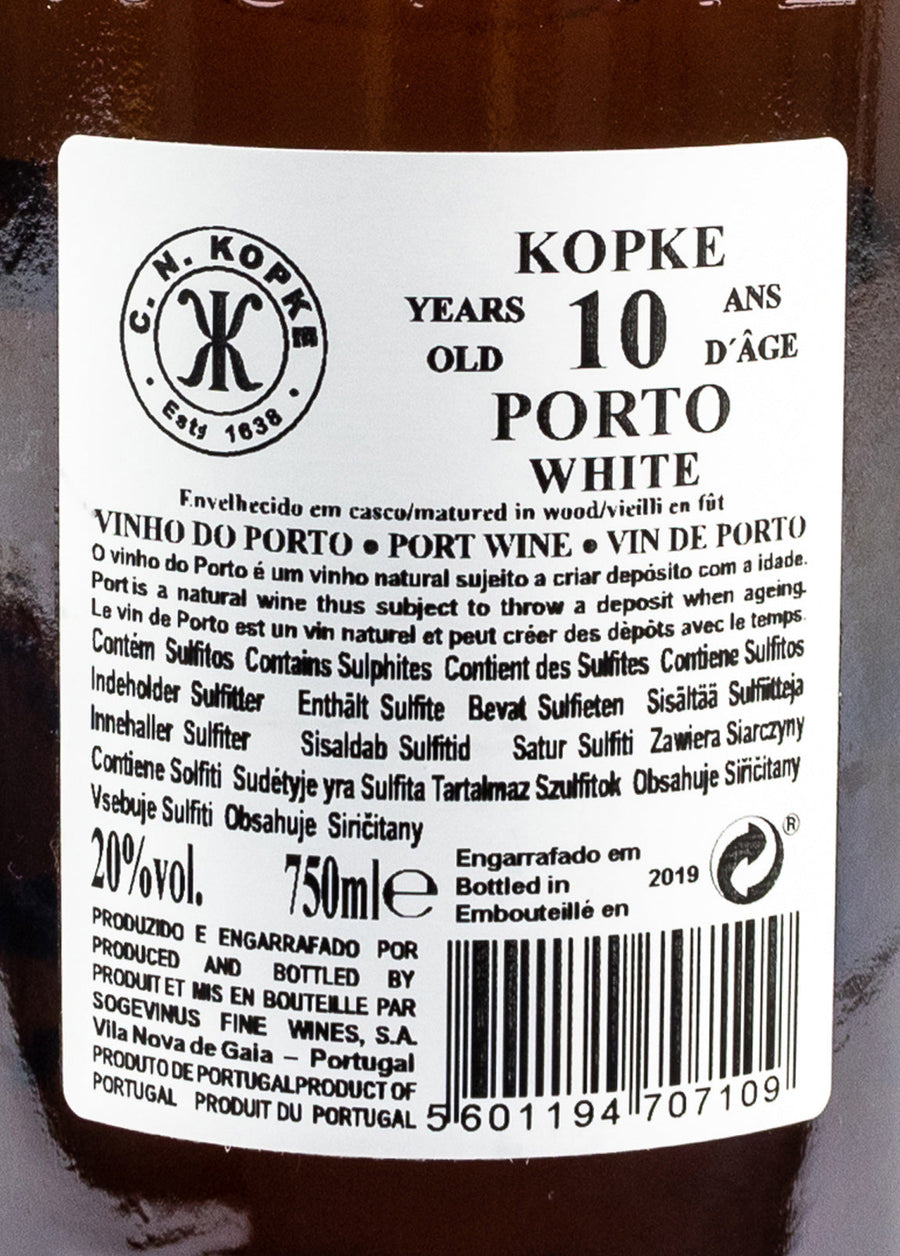 C. N. KOPKE
Estd 1638
KOPKE
YEARS OLD 10 ANS D´ÂGE
PORTO
WHITE
Envelhecido em casco/matured in wood/vieilli en fût
VINHO DO PORTO • PORT WINE • VIN DE PORTO
O vinho do Porto é um vinho natural sujeito a criar depósito com a idade.
Port is a natural wine thus subject to throw a deposit when ageing.
Le vin de Porto est un vin naturel et peut créer des dèpôts avec le temps.
Contém Sulfitos Contains Sulphites Contient des Sulfites Contiene Sulfitos
Indeholder Sulfitter Enthält Sulfite Bevat Sulfieten Sisältää Sulfiitteja
Innehaller Sulfiter Sisaldab Sulfitid Satur Sulfiti Zawiera Siarczyny
Contiene Solfiti Sudėtyje yra Sulfita Tartalmaz Szulfitok Obsahuje Siřičitany
Vsebuje Sulfiti Obsahuje Siričitany
20%vol. 750ml e
Engarrafado em
Bottled in 2019
Embouteillé en
®
PRODUZIDO E ENGARRAFADO POR
PRODUCED AND BOTTLED BY
PRODUIT ET MIS EN BOUTEILLE PAR
SOGEVINUS FINE WINES, S.A.
Vila Nova de Gaia – Portugal
PRODUTO DE PORTUGAL PRODUCT OF
PORTUGAL PRODUIT DU PORTUGAL
5 601194 707109